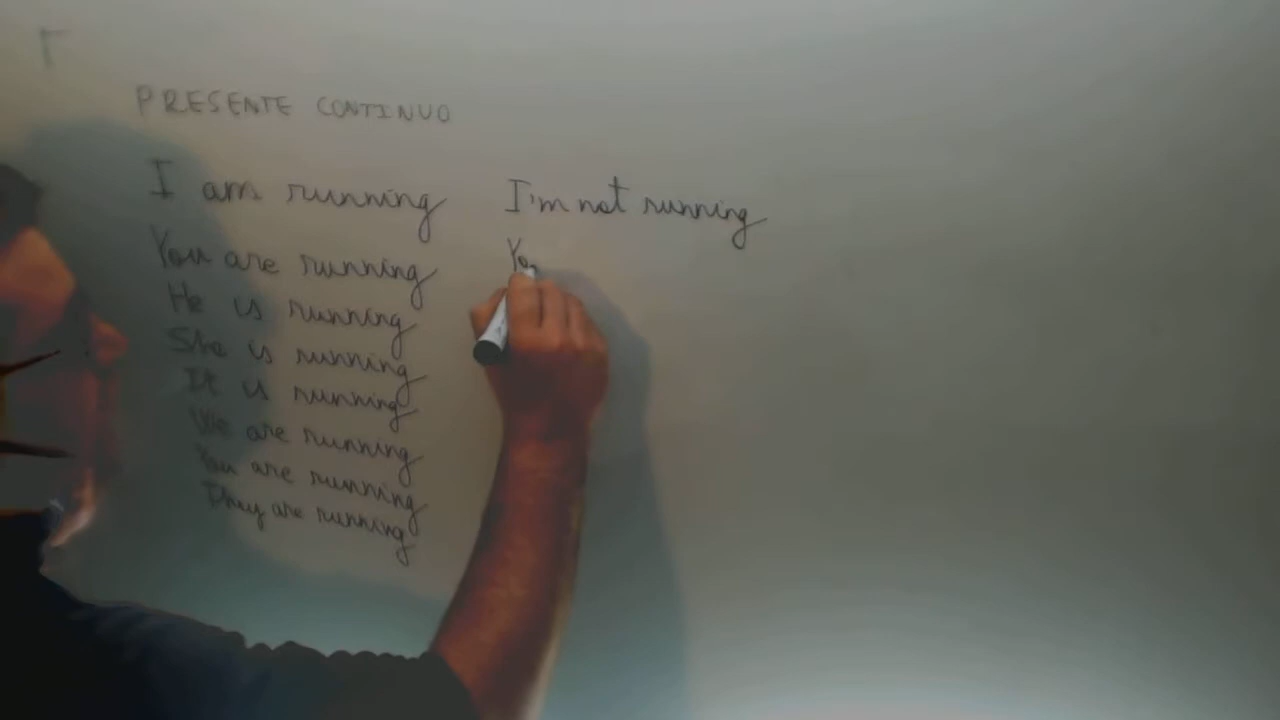 PRESENTE CONTINUO
I am running I'm not running
You are running Yo
He is running
She is running
It is running
We are running
You are running
They are running